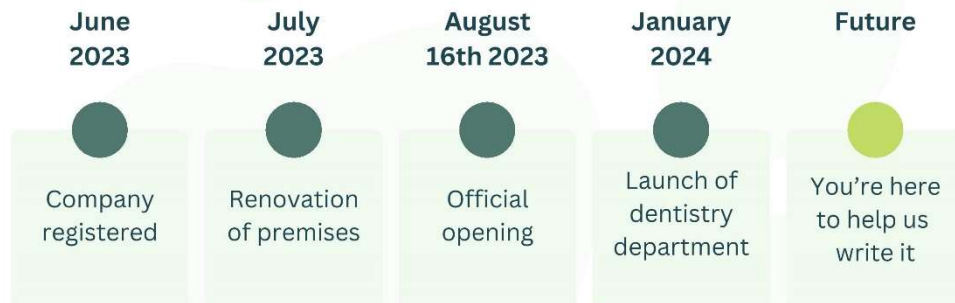 June
2023
July
2023
August
16th 2023
January
2024
Future
Company
registered
Renovation
of premises
Official
opening
Launch of
dentistry
department
You’re here
to help us
write it